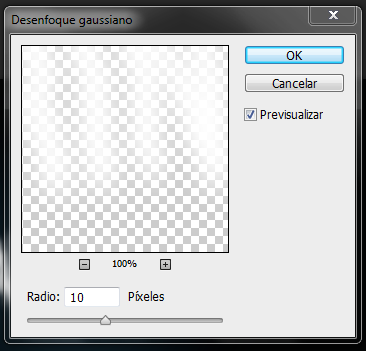 Desenfoque gaussiano
OK
Cancelar
Previsualizar
100%
Radio: 10 Píxeles